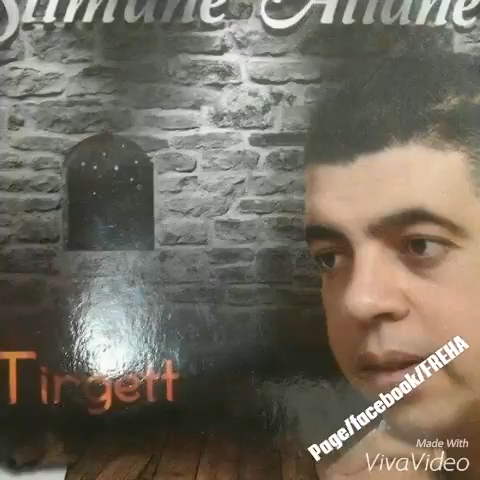 Slimane Allane
Tirgett
Page/facebook/FREHA
Made With
VivaVideo